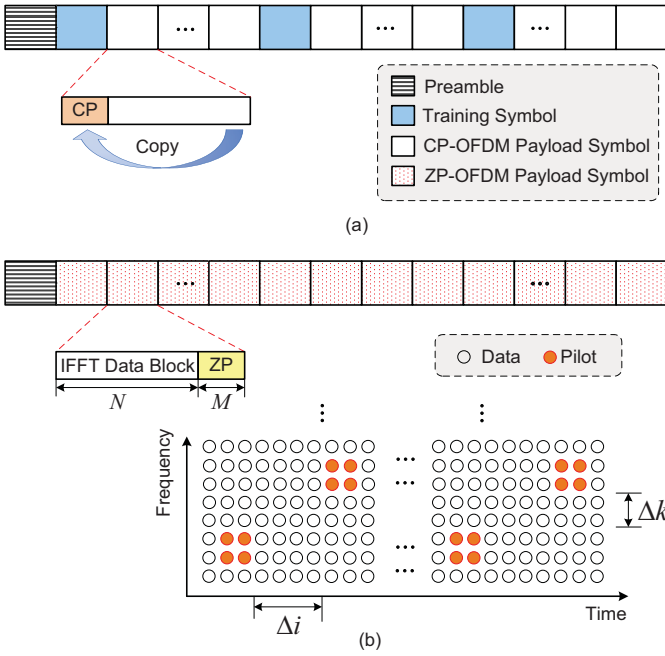 ... ... ...
CP
Copy
Preamble
Training Symbol
CP-OFDM Payload Symbol
ZP-OFDM Payload Symbol
(a)
... ...
IFFT Data Block ZP
N M
Data Pilot
... ...
Frequency
...
...
Δk
...
...
Δi
Time
(b)